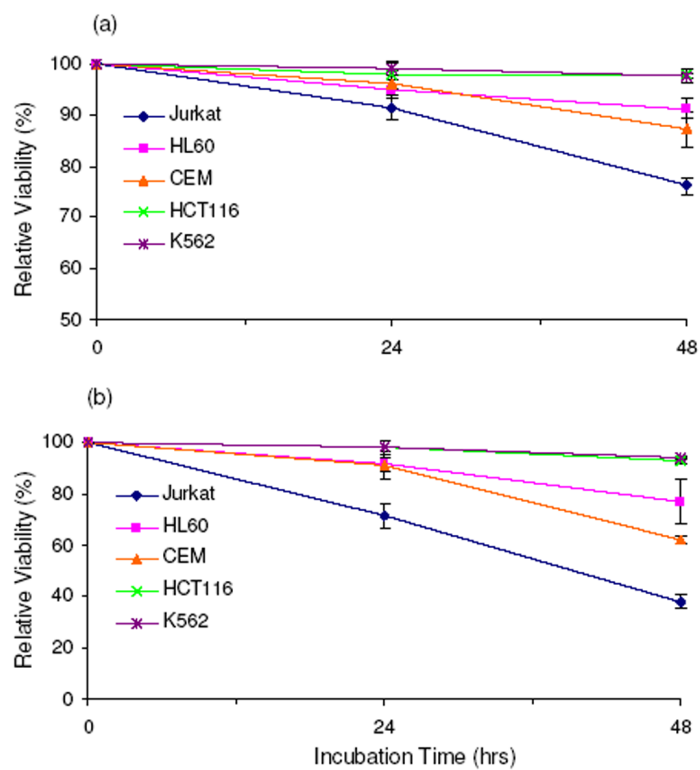 (a)
Relative Viability (%)
100
90
80
70
60
50
Jurkat
HL60
CEM
HCT116
K562
0
24
48
(b)
Relative Viability (%)
100
80
60
40
20
0
Jurkat
HL60
CEM
HCT116
K562
0
24
48
Incubation Time (hrs)